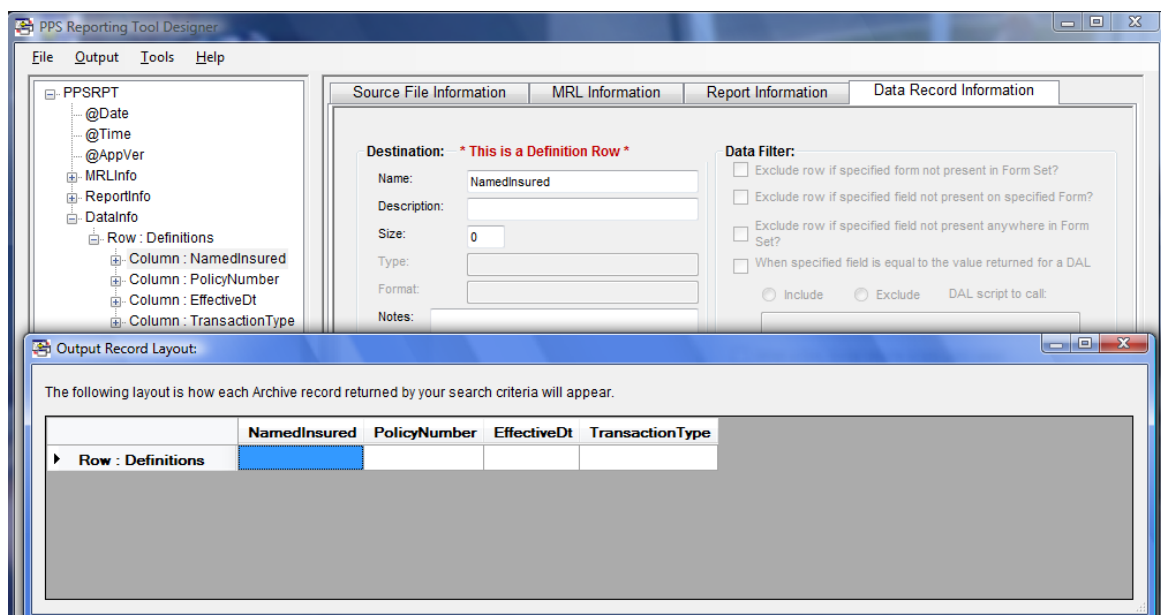 PPS Reporting Tool Designer
File Output Tools Help
PPSRPT
@Date
@Time
@AppVer
MRLInfo
ReportInfo
DataInfo
Row : Definitions
Column : NamedInsured
Column : PolicyNumber
Column : EffectiveDt
Column : TransactionType
Source File Information MRL Information Report Information Data Record Information
Destination: * This is a Definition Row *
Name: NamedInsured
Description:
Size: 0
Type:
Format:
Notes:
Data Filter:
Exclude row if specified form not present in Form Set?
Exclude row if specified field not present on specified Form?
Exclude row if specified field not present anywhere in Form
Set?
When specified field is equal to the value returned for a DAL
Include Exclude DAL script to call:
Output Record Layout:
The following layout is how each Archive record returned by your search criteria will appear.
NamedInsured PolicyNumber EffectiveDt TransactionType
Row : Definitions